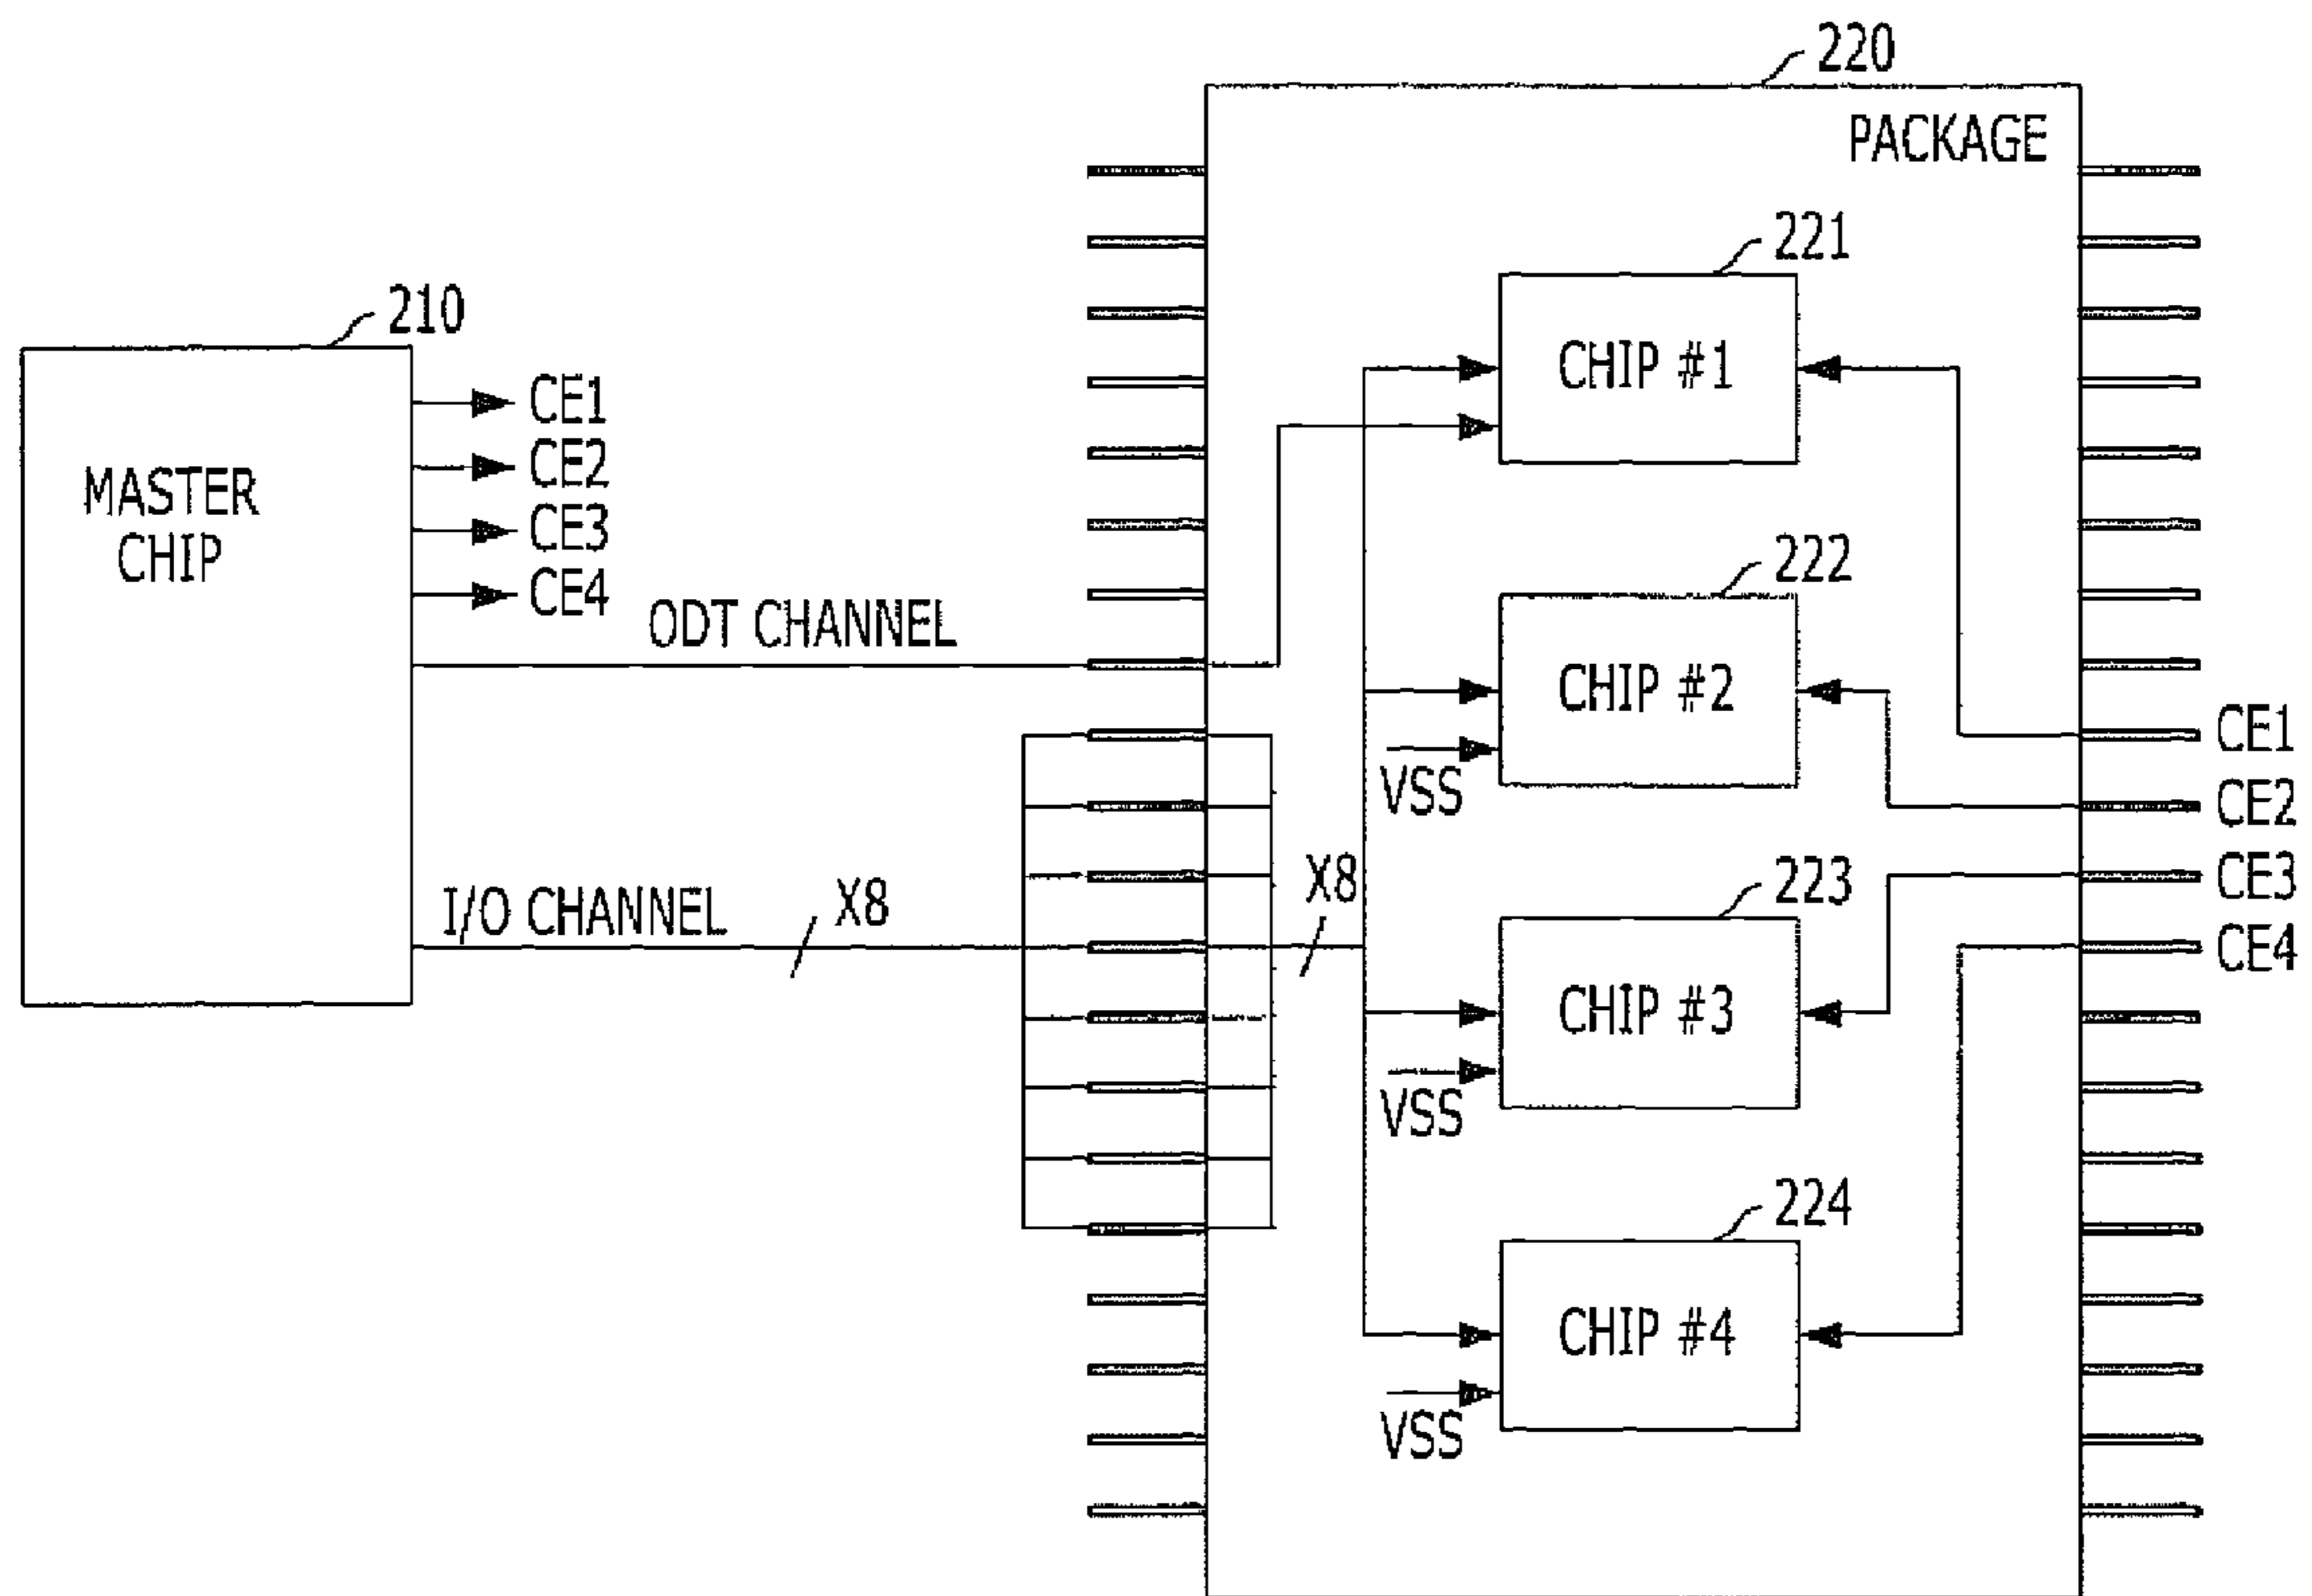 220
PACKAGE
221
210
CHIP #1
CE1
CE2
CE3
CE4
MASTER
CHIP
ODT CHANNEL
222
CHIP #2
VSS
CE1
CE2
CE3
CE4
I/O CHANNEL
X8
X8
223
CHIP #3
VSS
224
CHIP #4
VSS